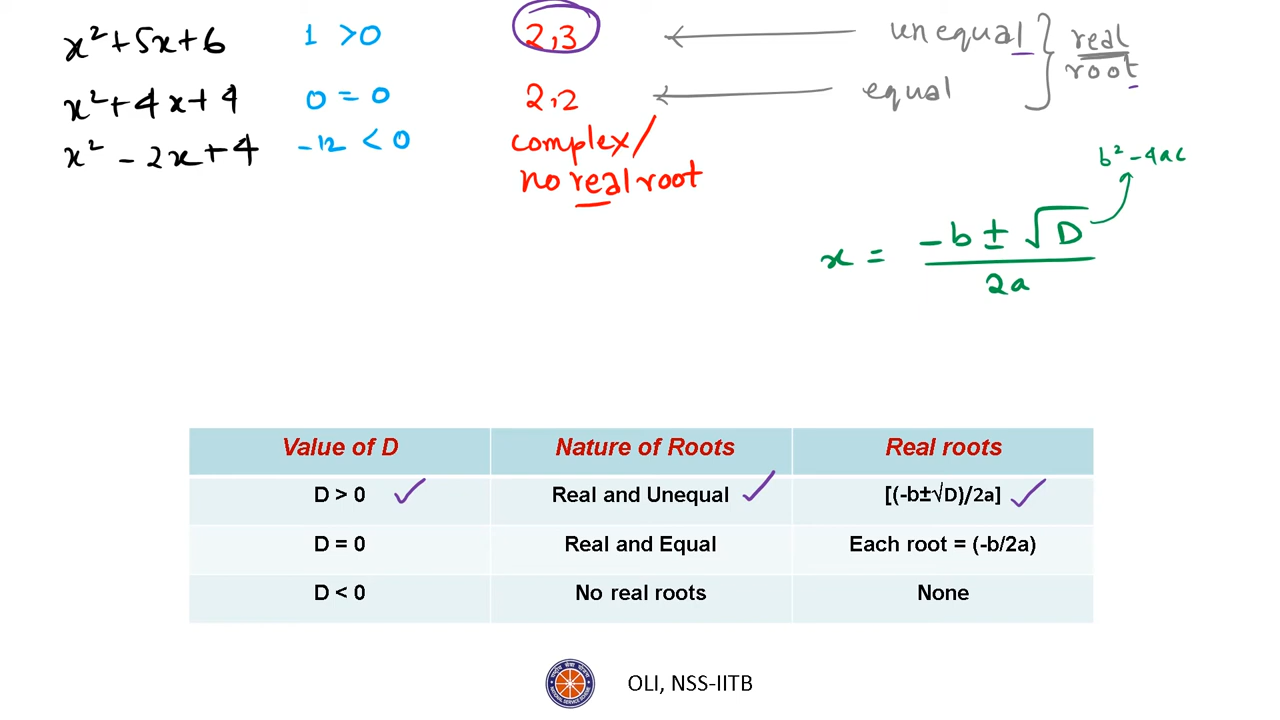 x² + 5x + 6 1 > 0 2,3 unequal real
x² + 4x + 4 0 = 0 2,2 equal root
x² - 2x + 4 -12 < 0 complex/
no real root
b² - 4ac
x = (-b ± √D) / 2a
Value of D Nature of Roots Real roots
D > 0 Real and Unequal [(-b±√D)/2a]
D = 0 Real and Equal Each root = (-b/2a)
D < 0 No real roots None
OLI, NSS-IITB